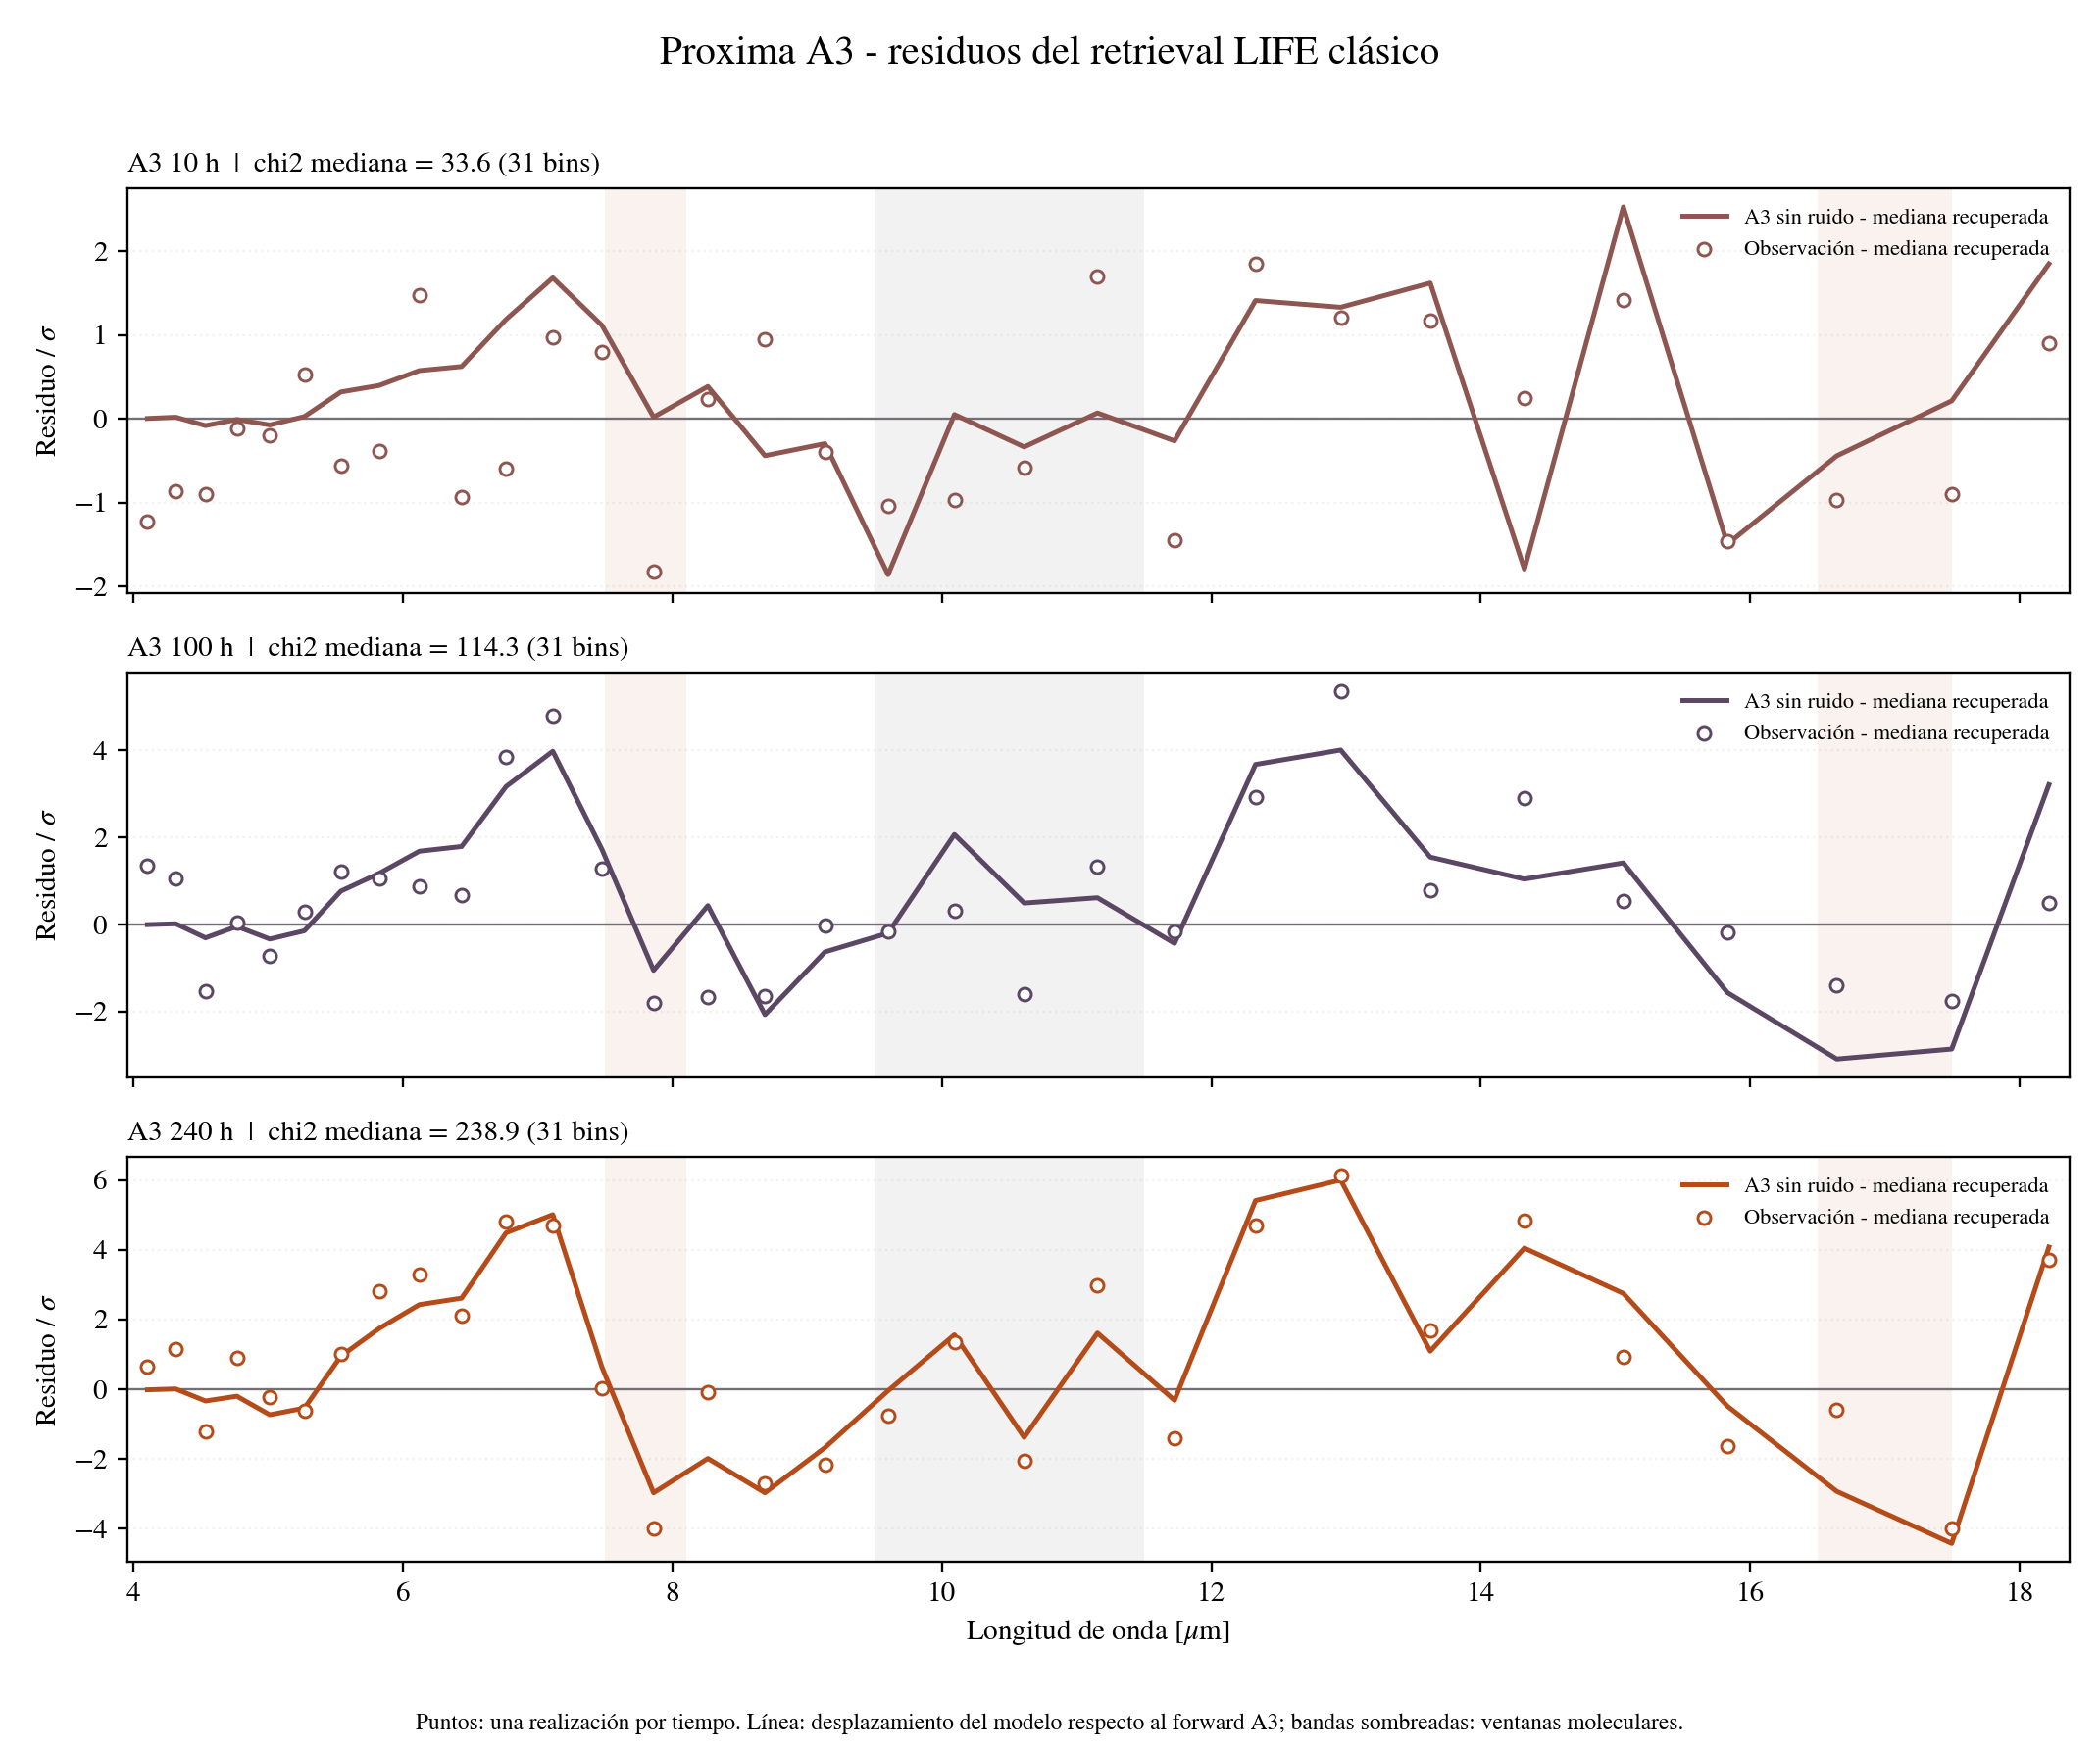 Proxima A3 - residuos del retrieval LIFE clásico
A3 10 h | chi2 mediana = 33.6 (31 bins)
Residuo / σ
2
1
0
−1
−2
A3 sin ruido - mediana recuperada
Observación - mediana recuperada
A3 100 h | chi2 mediana = 114.3 (31 bins)
Residuo / σ
4
2
0
−2
A3 sin ruido - mediana recuperada
Observación - mediana recuperada
A3 240 h | chi2 mediana = 238.9 (31 bins)
Residuo / σ
6
4
2
0
−2
−4
A3 sin ruido - mediana recuperada
Observación - mediana recuperada
4 6 8 10 12 14 16 18
Longitud de onda [μm]
Puntos: una realización por tiempo. Línea: desplazamiento del modelo respecto al forward A3; bandas sombreadas: ventanas moleculares.